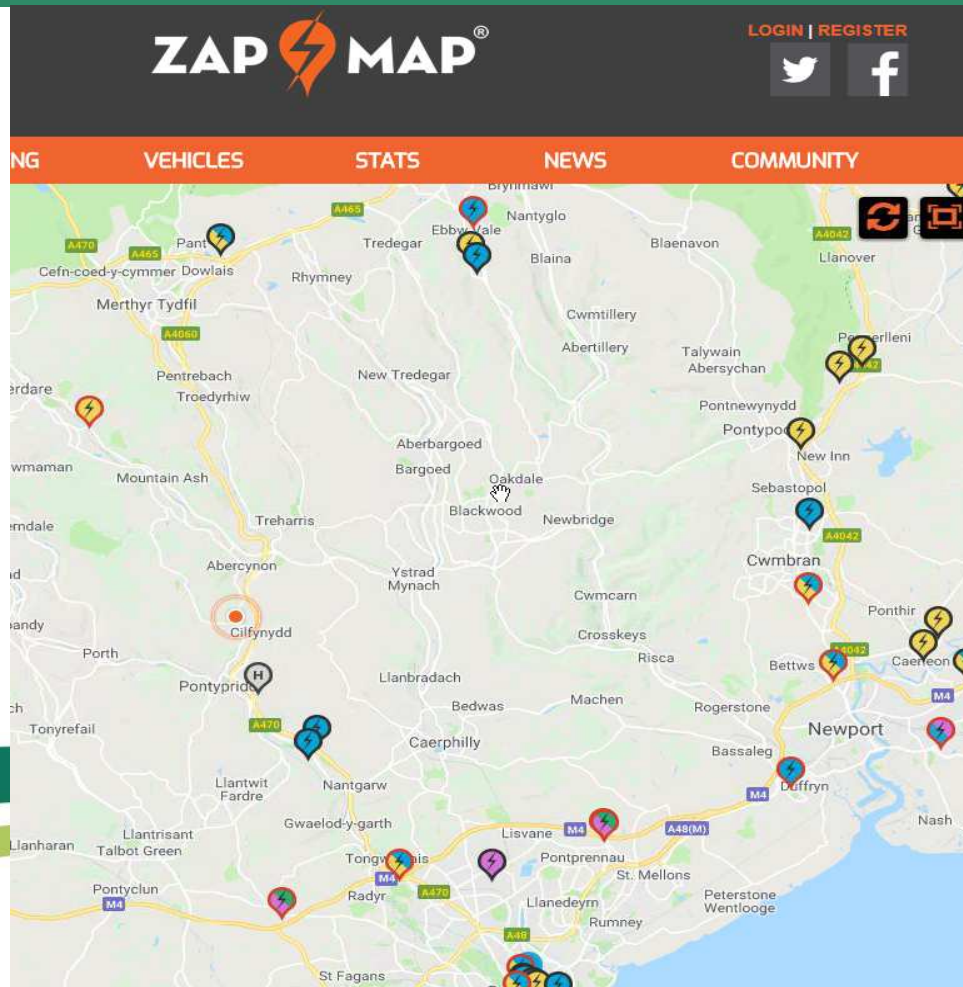 ZAP MAP®
LOGIN | REGISTER
NG VEHICLES STATS NEWS COMMUNITY
Brynmawr
A465
Nantyglo
Ebbw Vale
A470
Pant
A465
Tredegar
Blaina
Blaenavon
A4042
Llanover
Cefn-coed-y-cymmer
Dowlais
Rhymney
Merthyr Tydfil
Cwmtillery
A4060
Abertillery
Talywain
Abersychan
Pentrebach
Troedyrhiw
New Tredegar
erdare
Pontnewynydd
Aberbargoed
New Inn
wmaman
Mountain Ash
Bargoed
Oakdale
Sebastopol
Treharris
Blackwood
Newbridge
A4042
erndale
Abercynon
Ystrad
Mynach
Cwmbran
Cwmcarn
Ponthir
andy
Cilfynydd
Crosskeys
Porth
Risca
Bettws
A4042
H
Llanbradach
M4
ch
Bedwas
Machen
Rogerstone
Tonyrefail
A470
Caerphilly
Newport
Bassaleg
Llantwit
Fardre
Nantgarw
M4
Duffryn
Gwaelod-y-garth
Lisvane
M4
A48(M)
Nash
Llanharan
Llantrisant
Talbot Green
Pontprennau
M4
St. Mellons
Pontyclun
M4
Radyr
A470
Llanedeyrn
Peterstone
Wentlooge
Rumney
A48
St Fagans